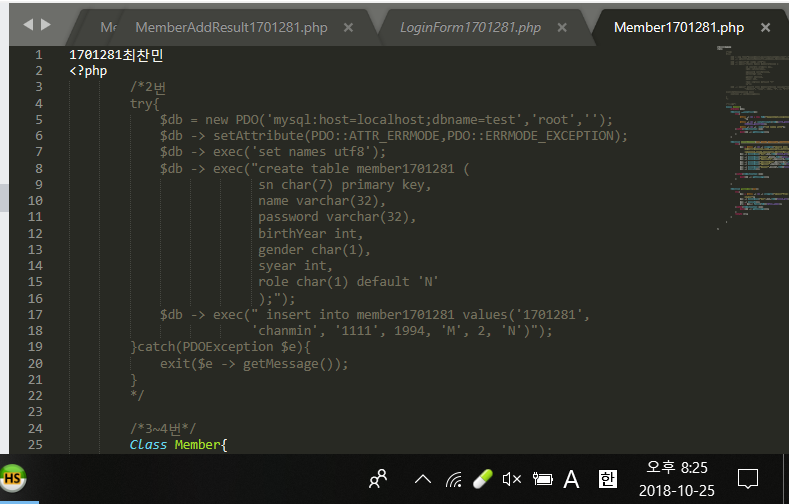 Me
MemberAddResult1701281.php
LoginForm1701281.php
Member1701281.php
1 1701281최찬민
2 <?php
3 /*2번
4 try{
5 $db = new PDO('mysql:host=localhost;dbname=test','root','');
6 $db -> setAttribute(PDO::ATTR_ERRMODE,PDO::ERRMODE_EXCEPTION);
7 $db -> exec('set names utf8');
8 $db -> exec("create table member1701281 (
9 sn char(7) primary key,
10 name varchar(32),
11 password varchar(32),
12 birthYear int,
13 gender char(1),
14 syear int,
15 role char(1) default 'N'
16 );");
17 $db -> exec(" insert into member1701281 values('1701281',
18 'chanmin', '1111', 1994, 'M', 2, 'N')");
19 }catch(PDOException $e){
20 exit($e -> getMessage());
21 }
22 */
23
24 /*3~4번*/
25 Class Member{
HS
A
한
오후 8:25
2018-10-25